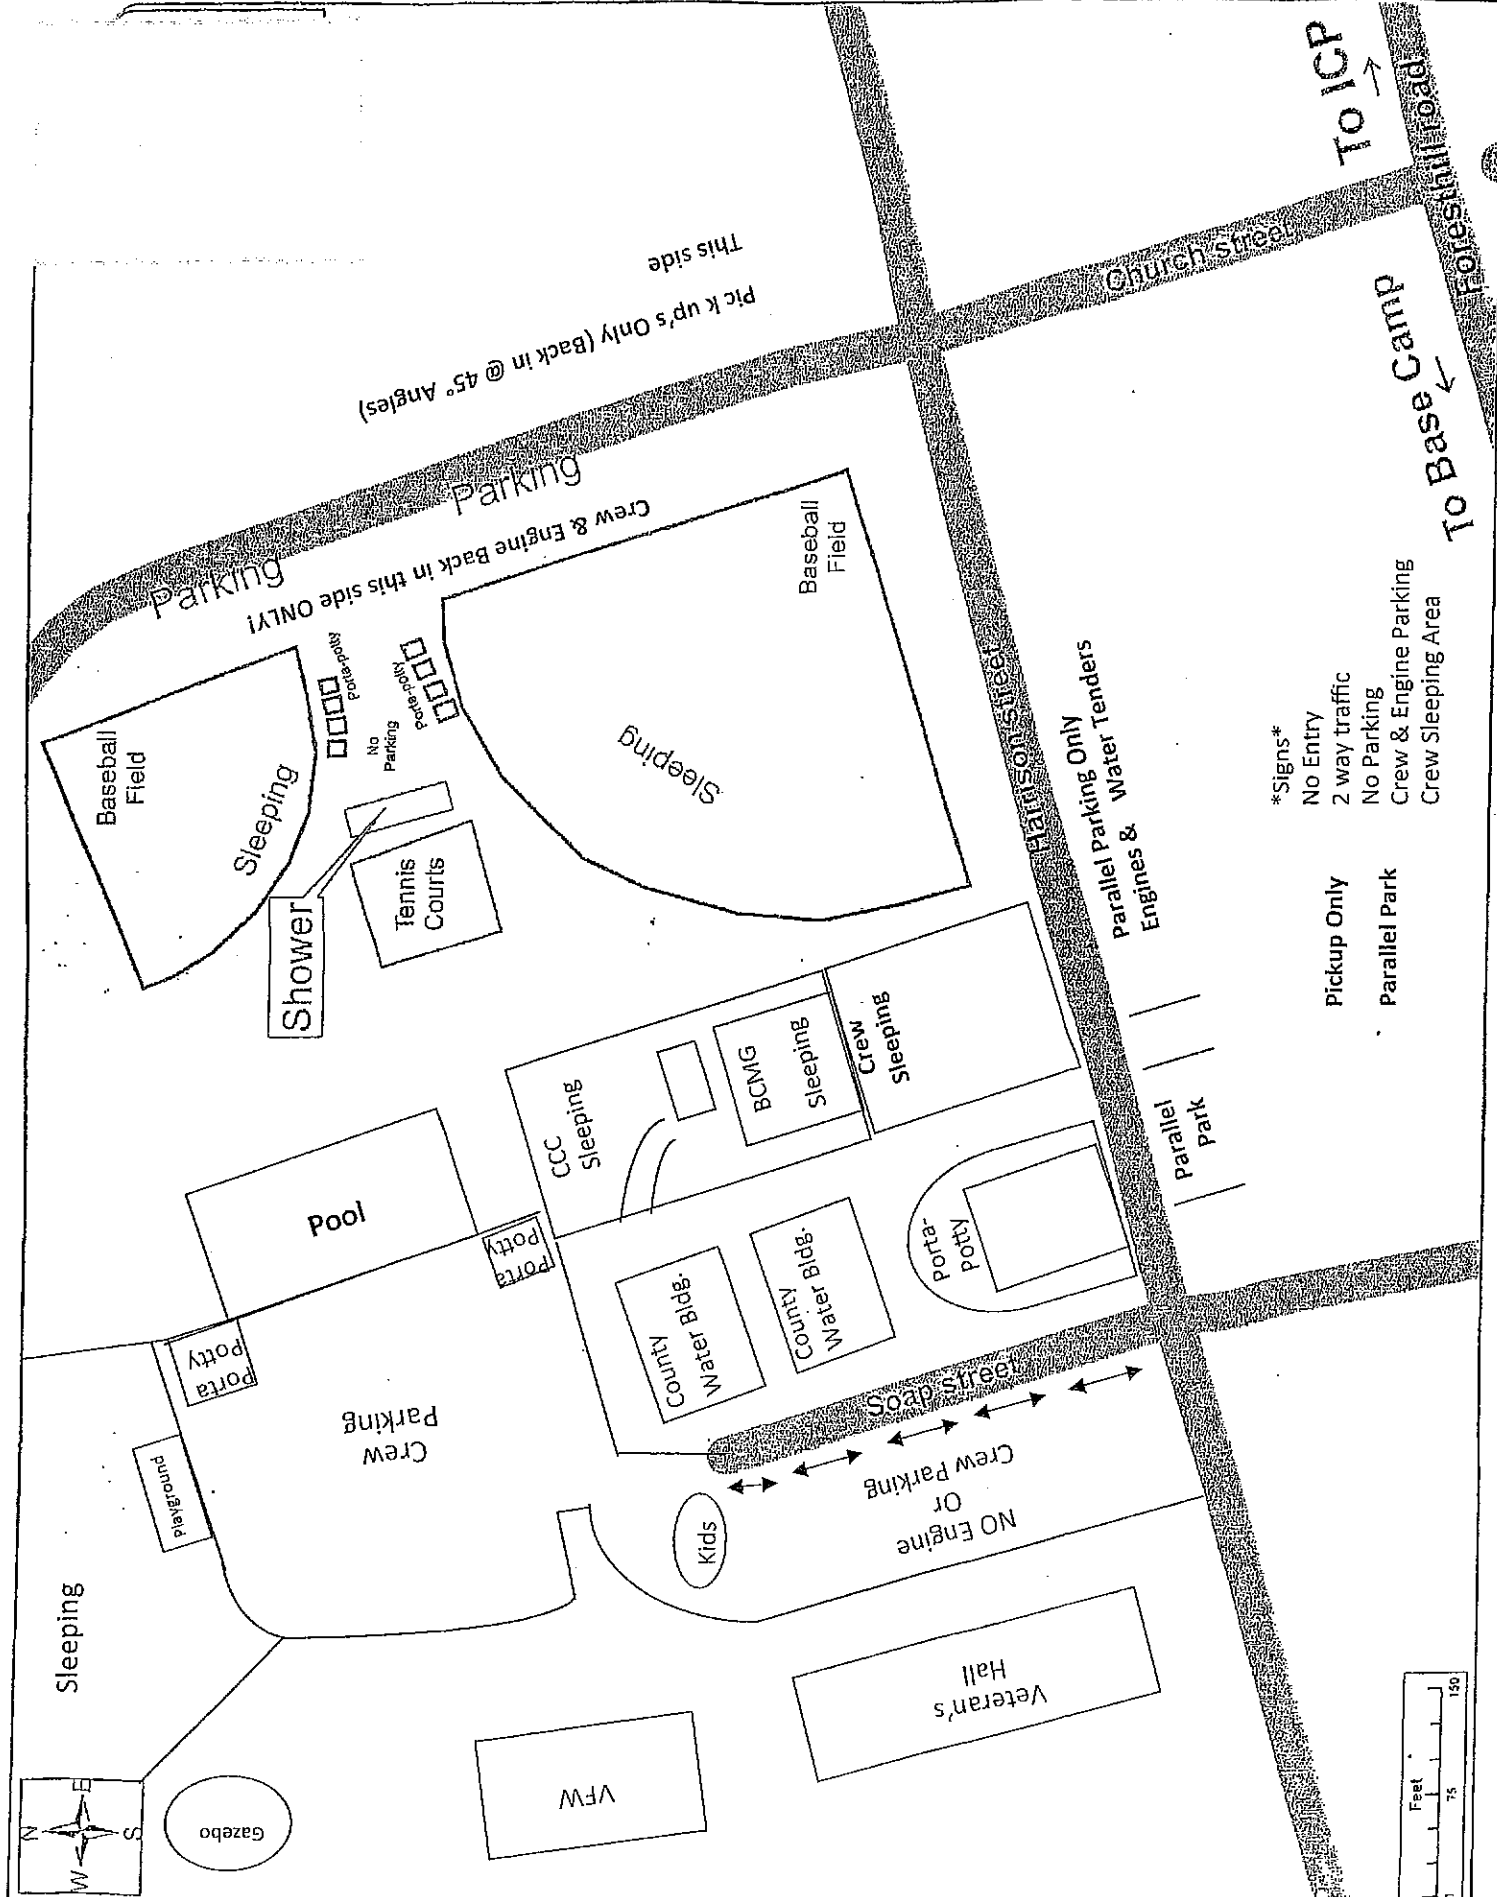 N
W
E
S
Gazebo
Sleeping
Playground
Porta
Potty
Crew
Parking
Porta
Potty
Pool
VFW
Veteran's
Hall
Kids
NO Engine
Or
Crew Parking
Soap street
County
Water Bldg.
County
Water Bldg.
Porta-
Potty
CCC
Sleeping
BCMG
Sleeping
Crew
Sleeping
Shower
Tennis
Courts
Baseball
Field
Sleeping
Porta-potty
No
Parking
Porta-potty
Sleeping
Baseball
Field
Parking
Parking
Crew & Engine Back in this side ONLY!
Pic k up's Only (Back in @ 45° Angles)
This side
Harrison street
Parallel Parking Only
Engines & Water Tenders
Parallel
Park
Church street
To ICP
Foresthill road
To Base Camp
*Signs*
No Entry
2 way traffic
No Parking
Crew & Engine Parking
Crew Sleeping Area
Pickup Only
Parallel Park
Feet
75
150